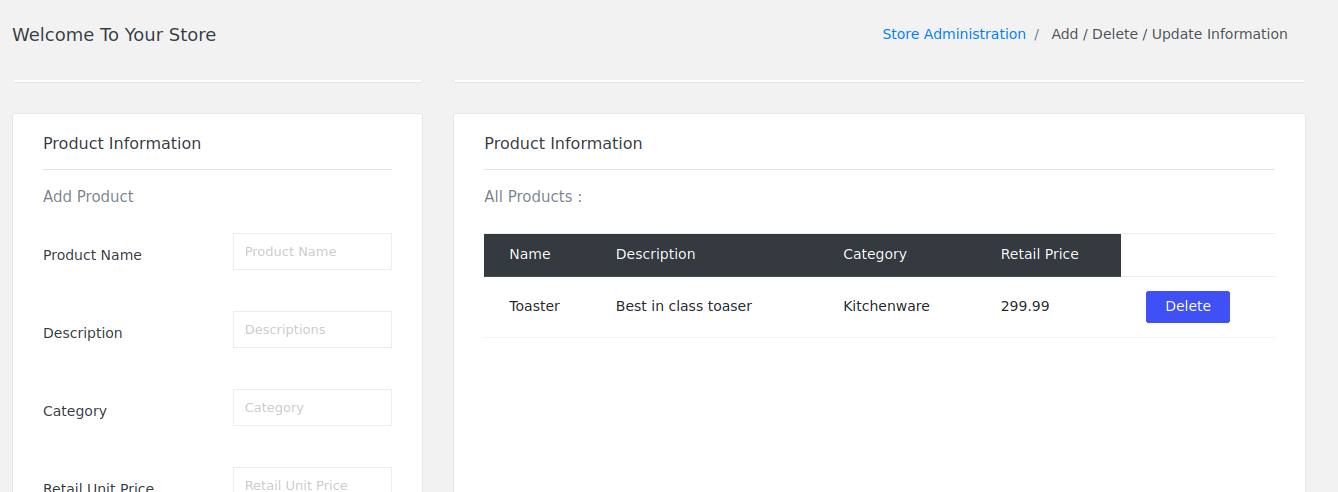 Welcome To Your Store
Store Administration / Add / Delete / Update Information
Product Information
Add Product
Product Name Product Name
Description Descriptions
Category Category
Retail Unit Price Retail Unit Price
Product Information
All Products :
Name Description Category Retail Price
Toaster Best in class toaser Kitchenware 299.99 Delete